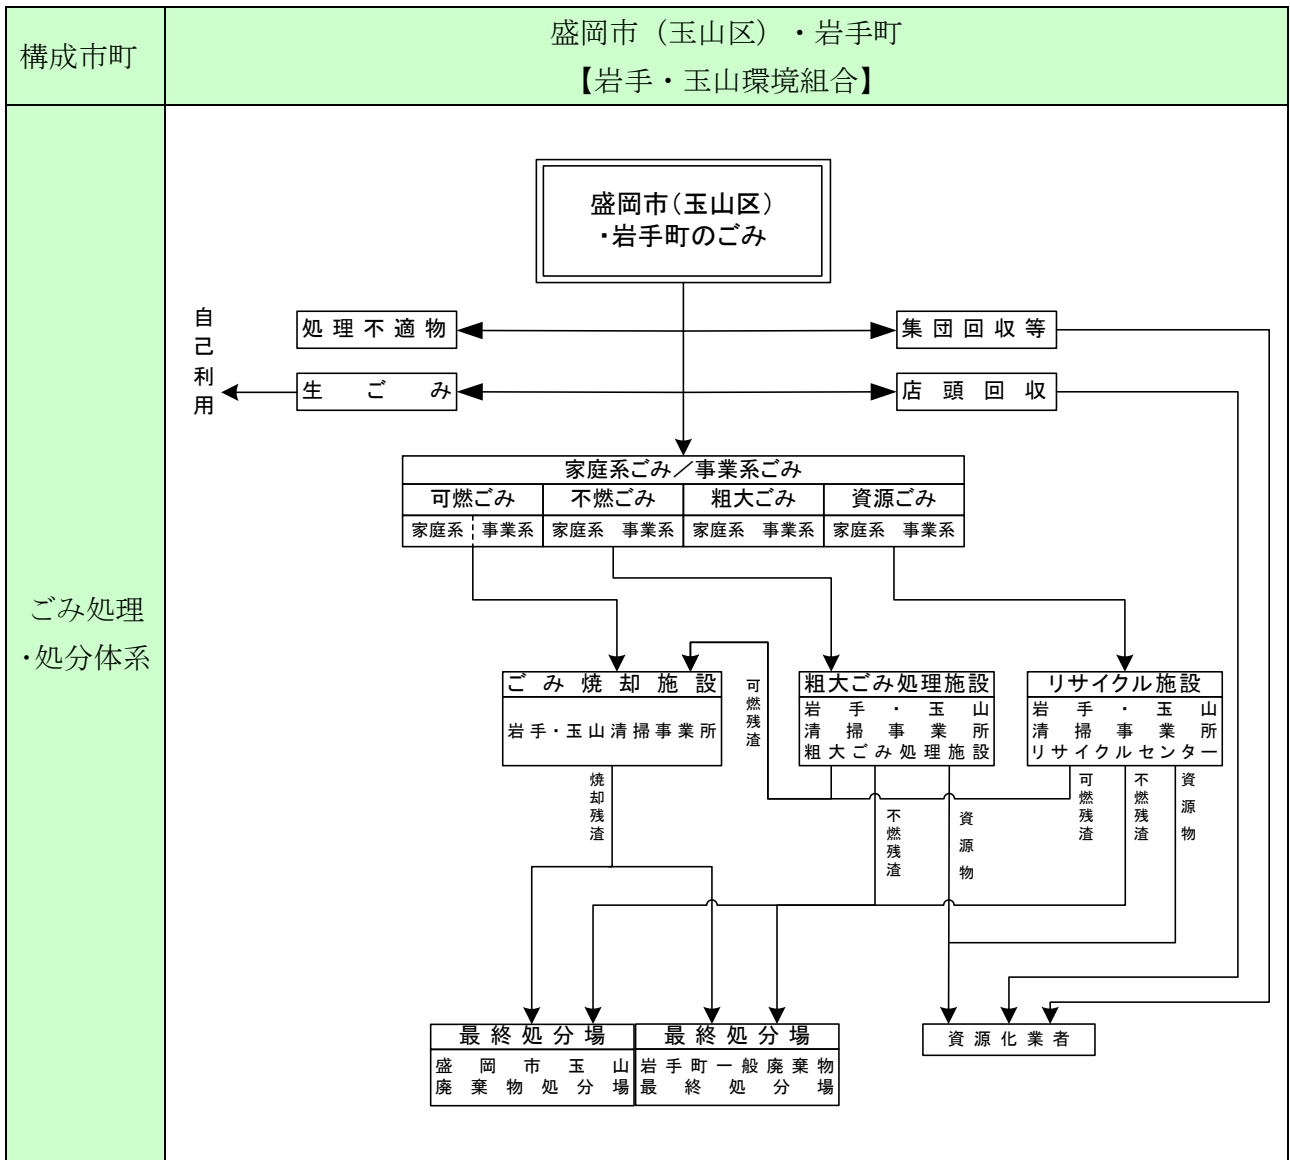 構成市町
盛岡市（玉山区）・岩手町
【岩手・玉山環境組合】
ごみ処理
・処分体系
盛岡市（玉山区）
・岩手町のごみ
自己利用
処理不適物
集団回収等
生ごみ
店頭回収
家庭系ごみ／事業系ごみ
可燃ごみ 不燃ごみ 粗大ごみ 資源ごみ
家庭系 事業系 家庭系 事業系 家庭系 事業系 家庭系 事業系
ごみ焼却施設
岩手・玉山清掃事業所
可燃残渣
粗大ごみ処理施設
岩手・玉山
清掃事業所
粗大ごみ処理施設
リサイクル施設
岩手・玉山
清掃事業所
リサイクルセンター
焼却残渣
不燃残渣
資源物
可燃残渣
不燃残渣
資源物
最終処分場
盛岡市玉山
廃棄物処分場
最終処分場
岩手町一般廃棄物
最終処分場
資源化業者